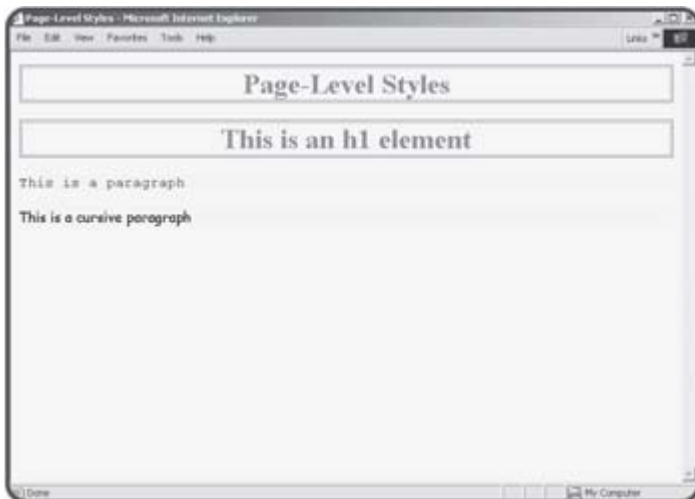 Page-Level Styles - Microsoft Internet Explorer
File Edit View Favorites Tools Help Links
Page-Level Styles
This is an h1 element
This is a paragraph
This is a cursive paragraph
Done My Computer